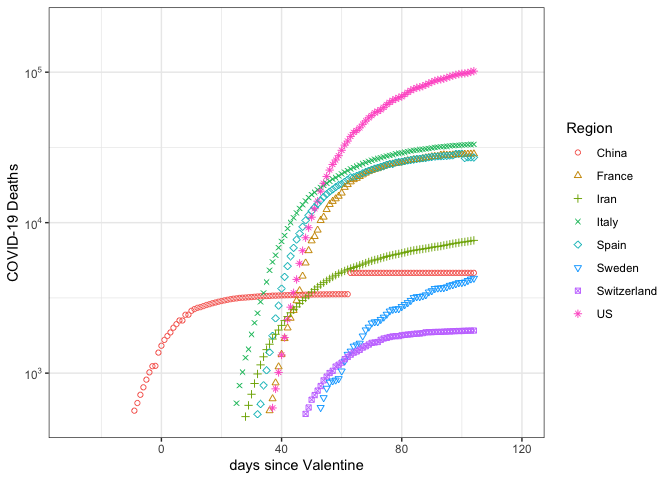 10^5
10^4
10^3
COVID-19 Deaths
0
40
80
120
days since Valentine
Region
China
France
Iran
Italy
Spain
Sweden
Switzerland
US